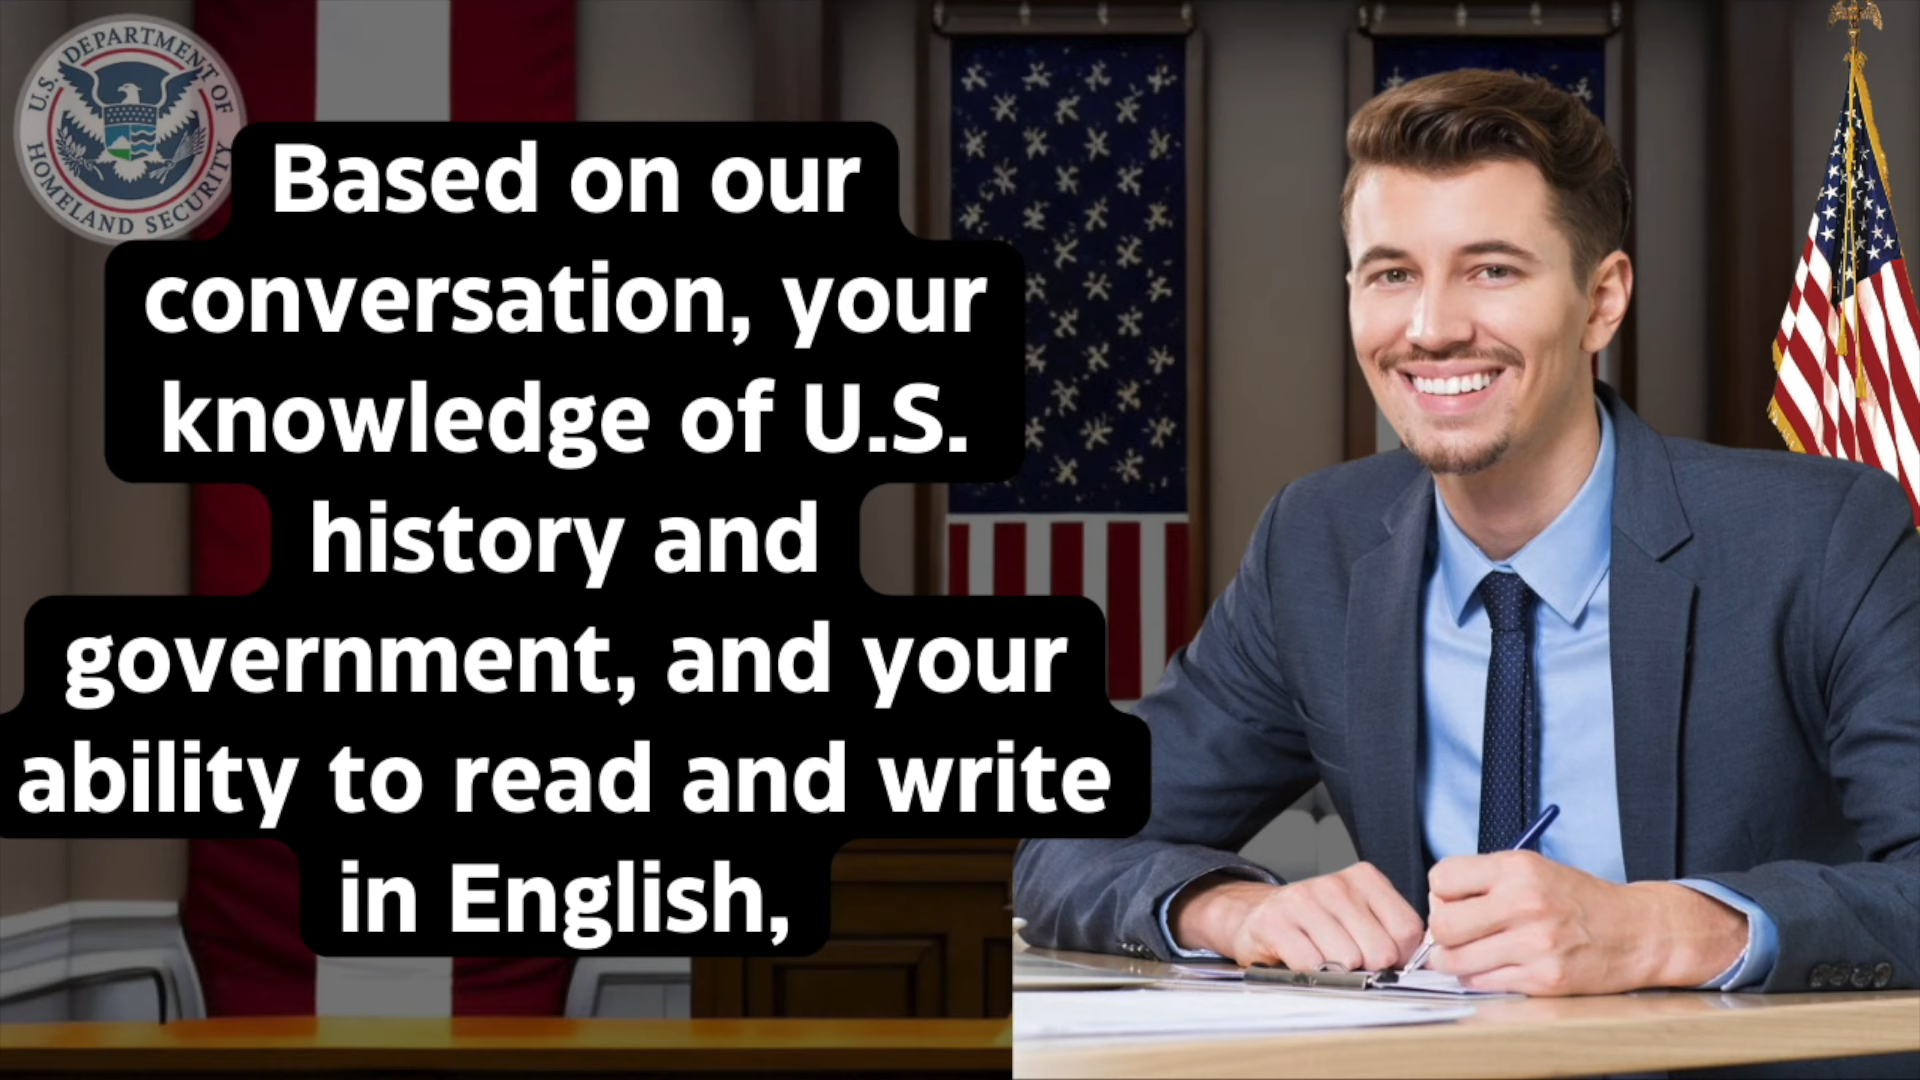 U.S. DEPARTMENT OF
HOMELAND SECURITY
Based on our
conversation, your
knowledge of U.S.
history and
government, and your
ability to read and write
in English,